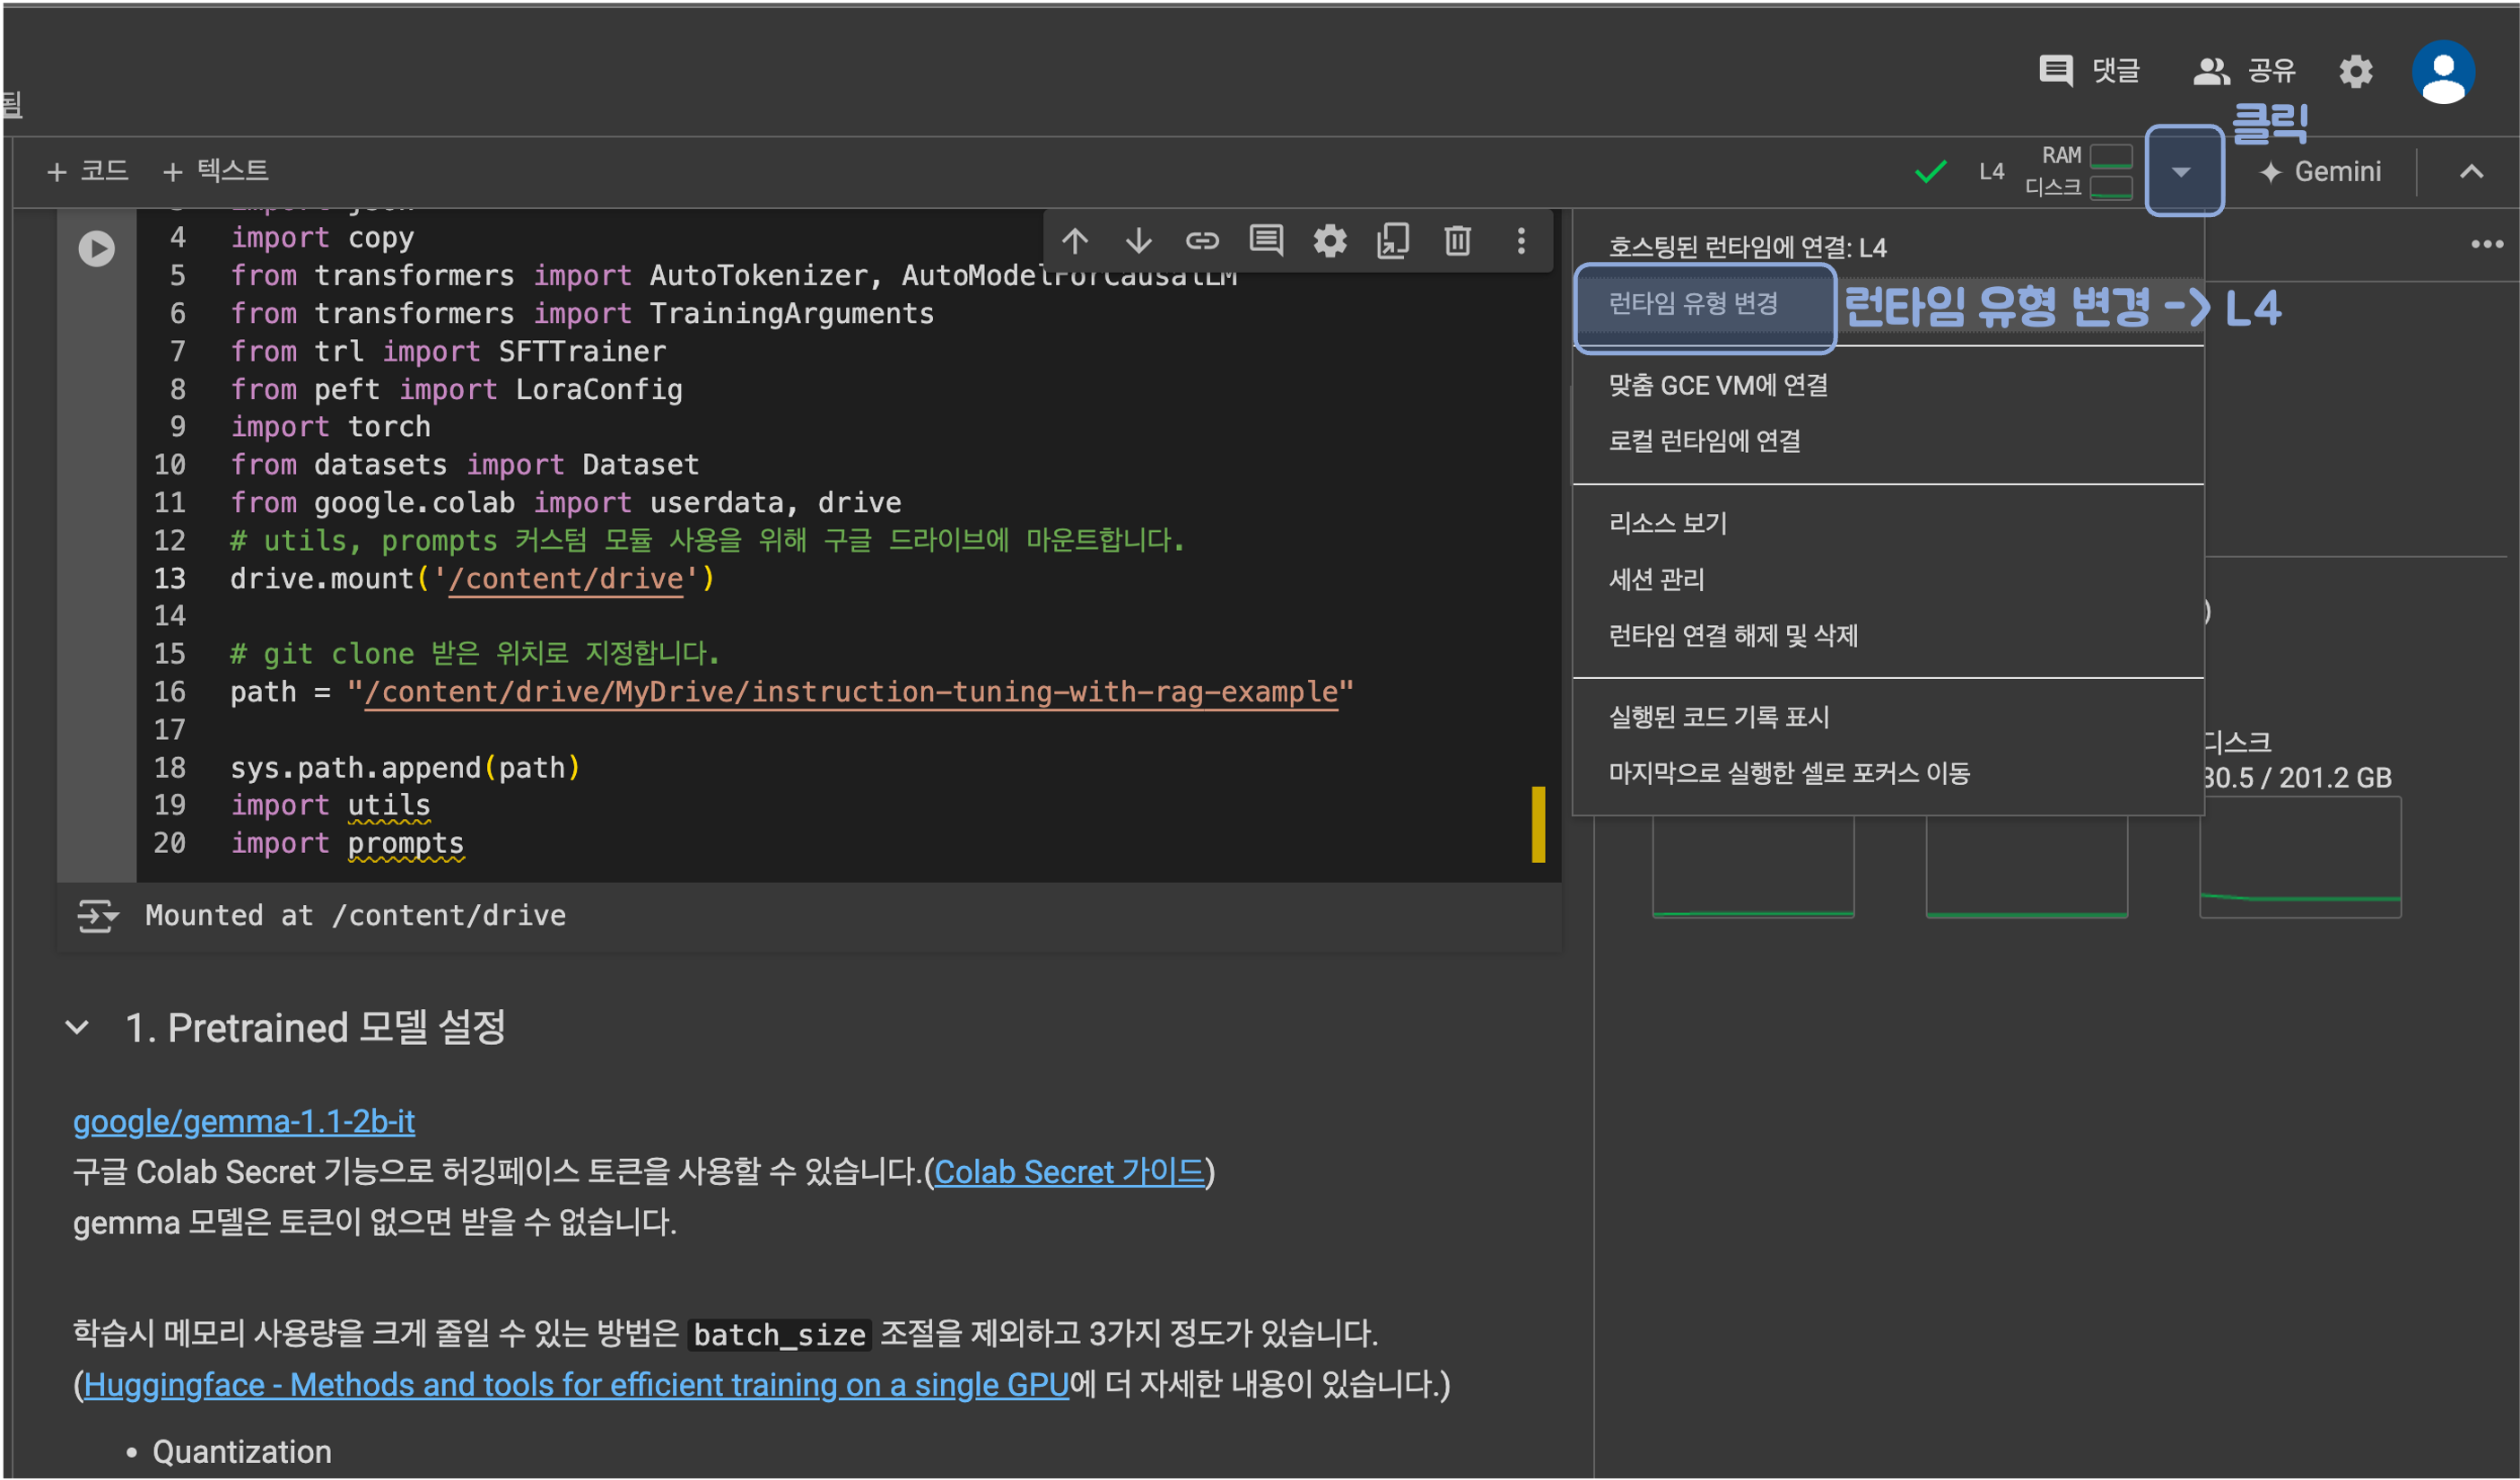 댓글
공유
됨
클릭
+ 코드 + 텍스트
L4
RAM
디스크
Gemini
4 import copy
5 from transformers import AutoTokenizer, AutoModelForCausalLM
6 from transformers import TrainingArguments
7 from trl import SFTTrainer
8 from peft import LoraConfig
9 import torch
10 from datasets import Dataset
11 from google.colab import userdata, drive
12 # utils, prompts 커스텀 모듈 사용을 위해 구글 드라이브에 마운트합니다.
13 drive.mount('/content/drive')
14
15 # git clone 받은 위치로 지정합니다.
16 path = "/content/drive/MyDrive/instruction-tuning-with-rag-example"
17
18 sys.path.append(path)
19 import utils
20 import prompts
Mounted at /content/drive
호스팅된 런타임에 연결: L4
런타임 유형 변경
런타임 유형 변경 -> L4
맞춤 GCE VM에 연결
로컬 런타임에 연결
리소스 보기
세션 관리
런타임 연결 해제 및 삭제
실행된 코드 기록 표시
마지막으로 실행한 셀로 포커스 이동
)
디스크
30.5 / 201.2 GB
1. Pretrained 모델 설정
google/gemma-1.1-2b-it
구글 Colab Secret 기능으로 허깅페이스 토큰을 사용할 수 있습니다.(Colab Secret 가이드)
gemma 모델은 토큰이 없으면 받을 수 없습니다.
학습시 메모리 사용량을 크게 줄일 수 있는 방법은 batch_size 조절을 제외하고 3가지 정도가 있습니다.
(Huggingface - Methods and tools for efficient training on a single GPU에 더 자세한 내용이 있습니다.)
• Quantization